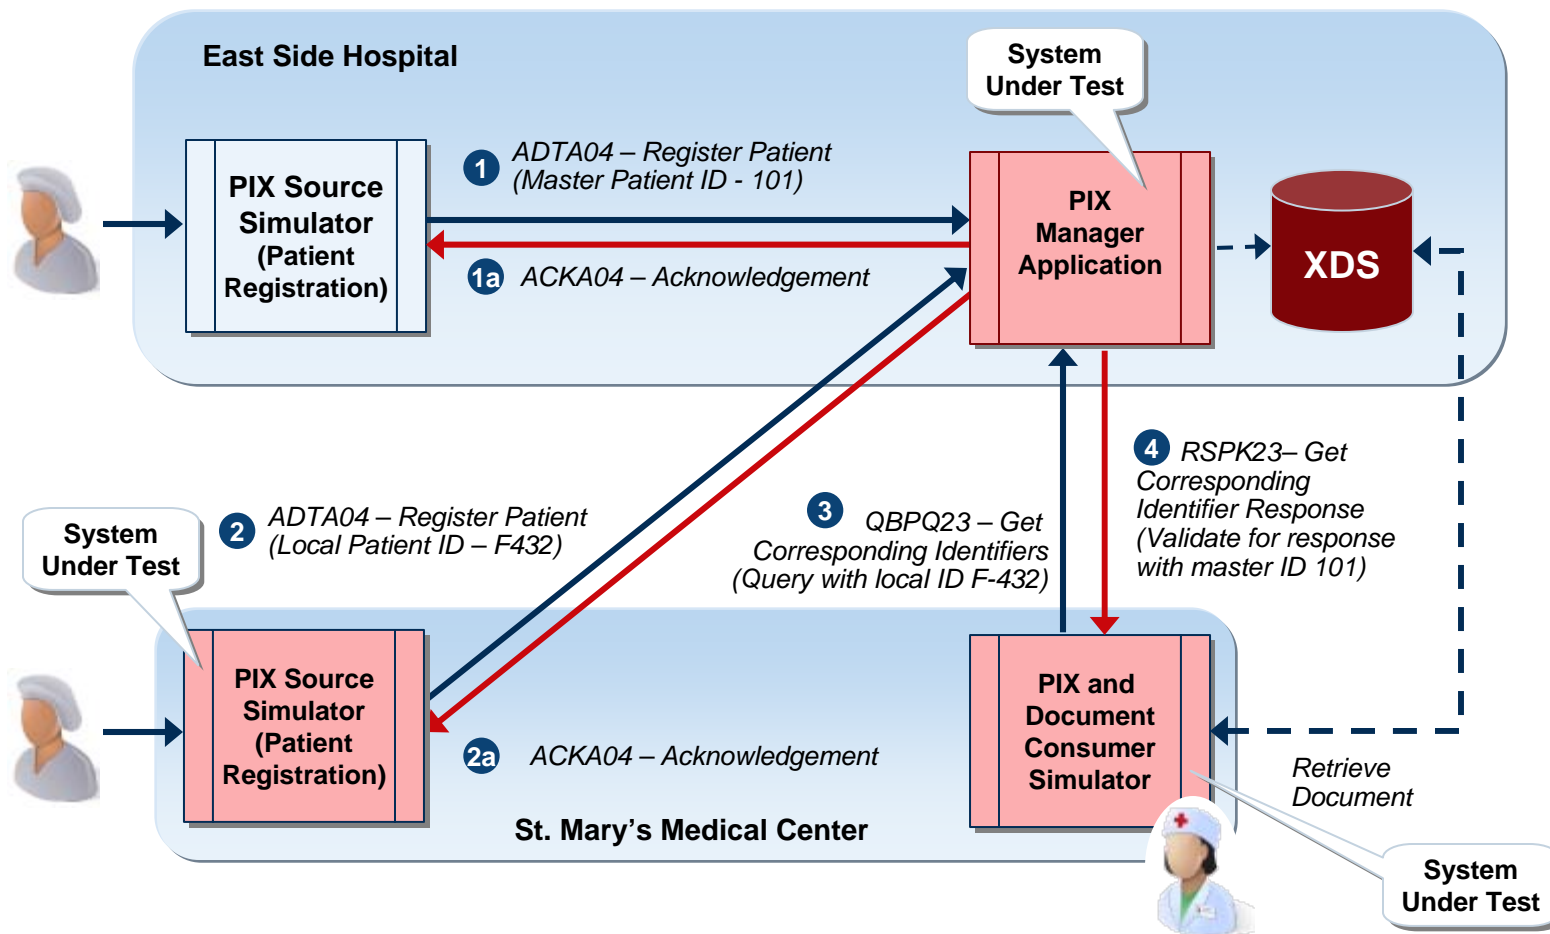 East Side Hospital
System
Under Test
PIX Source
Simulator
(Patient
Registration)
1
ADTA04 – Register Patient
(Master Patient ID - 101)
1a
ACKA04 – Acknowledgement
PIX
Manager
Application
XDS
System
Under Test
2
ADTA04 – Register Patient
(Local Patient ID – F432)
3
QBPQ23 – Get
Corresponding Identifiers
(Query with local ID F-432)
4
RSPK23– Get
Corresponding
Identifier Response
(Validate for response
with master ID 101)
PIX Source
Simulator
(Patient
Registration)
2a
ACKA04 – Acknowledgement
St. Mary’s Medical Center
PIX and
Document
Consumer
Simulator
Retrieve
Document
System
Under Test